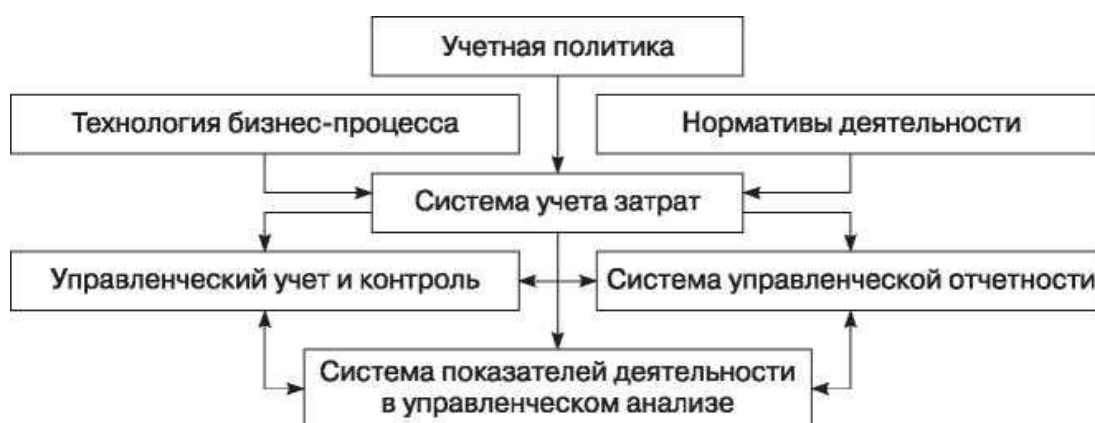 Учетная политика
Технология бизнес-процесса
Нормативы деятельности
Система учета затрат
Управленческий учет и контроль
Система управленческой отчетности
Система показателей деятельности
в управленческом анализе